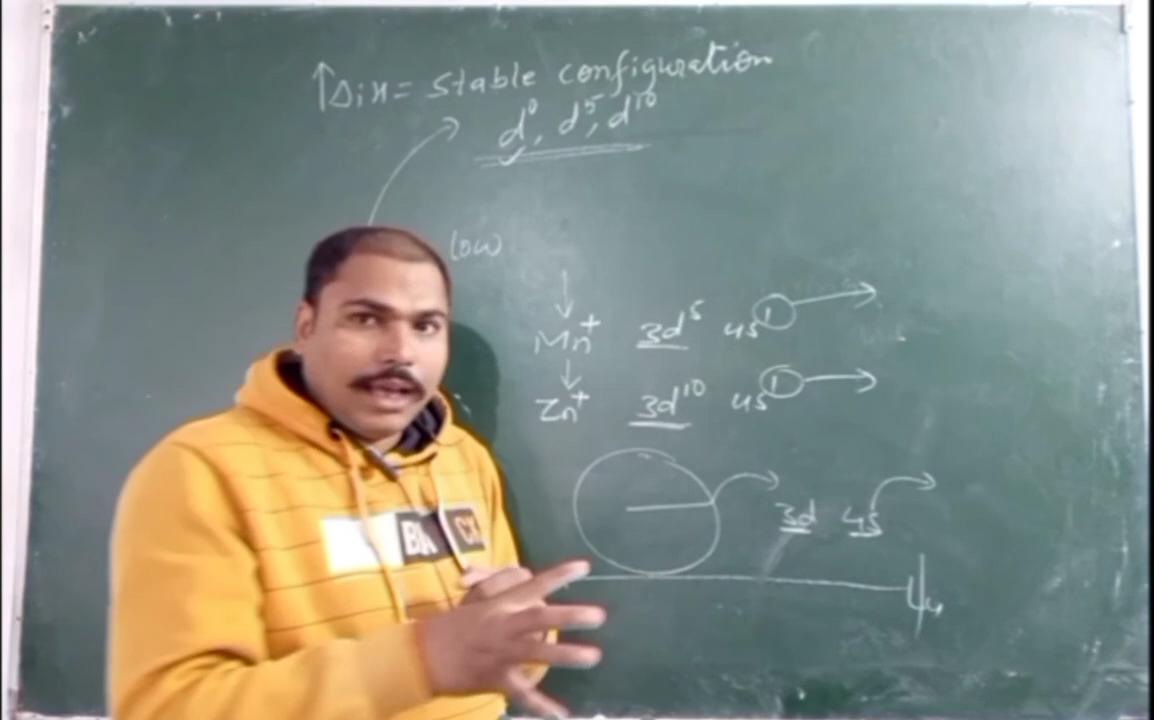 ↑ΔiH = Stable configuration
d⁰, d⁵, d¹⁰
low
Mn⁺ 3d⁵ 4s¹
Zn⁺ 3d¹⁰ 4s¹
3d 4s